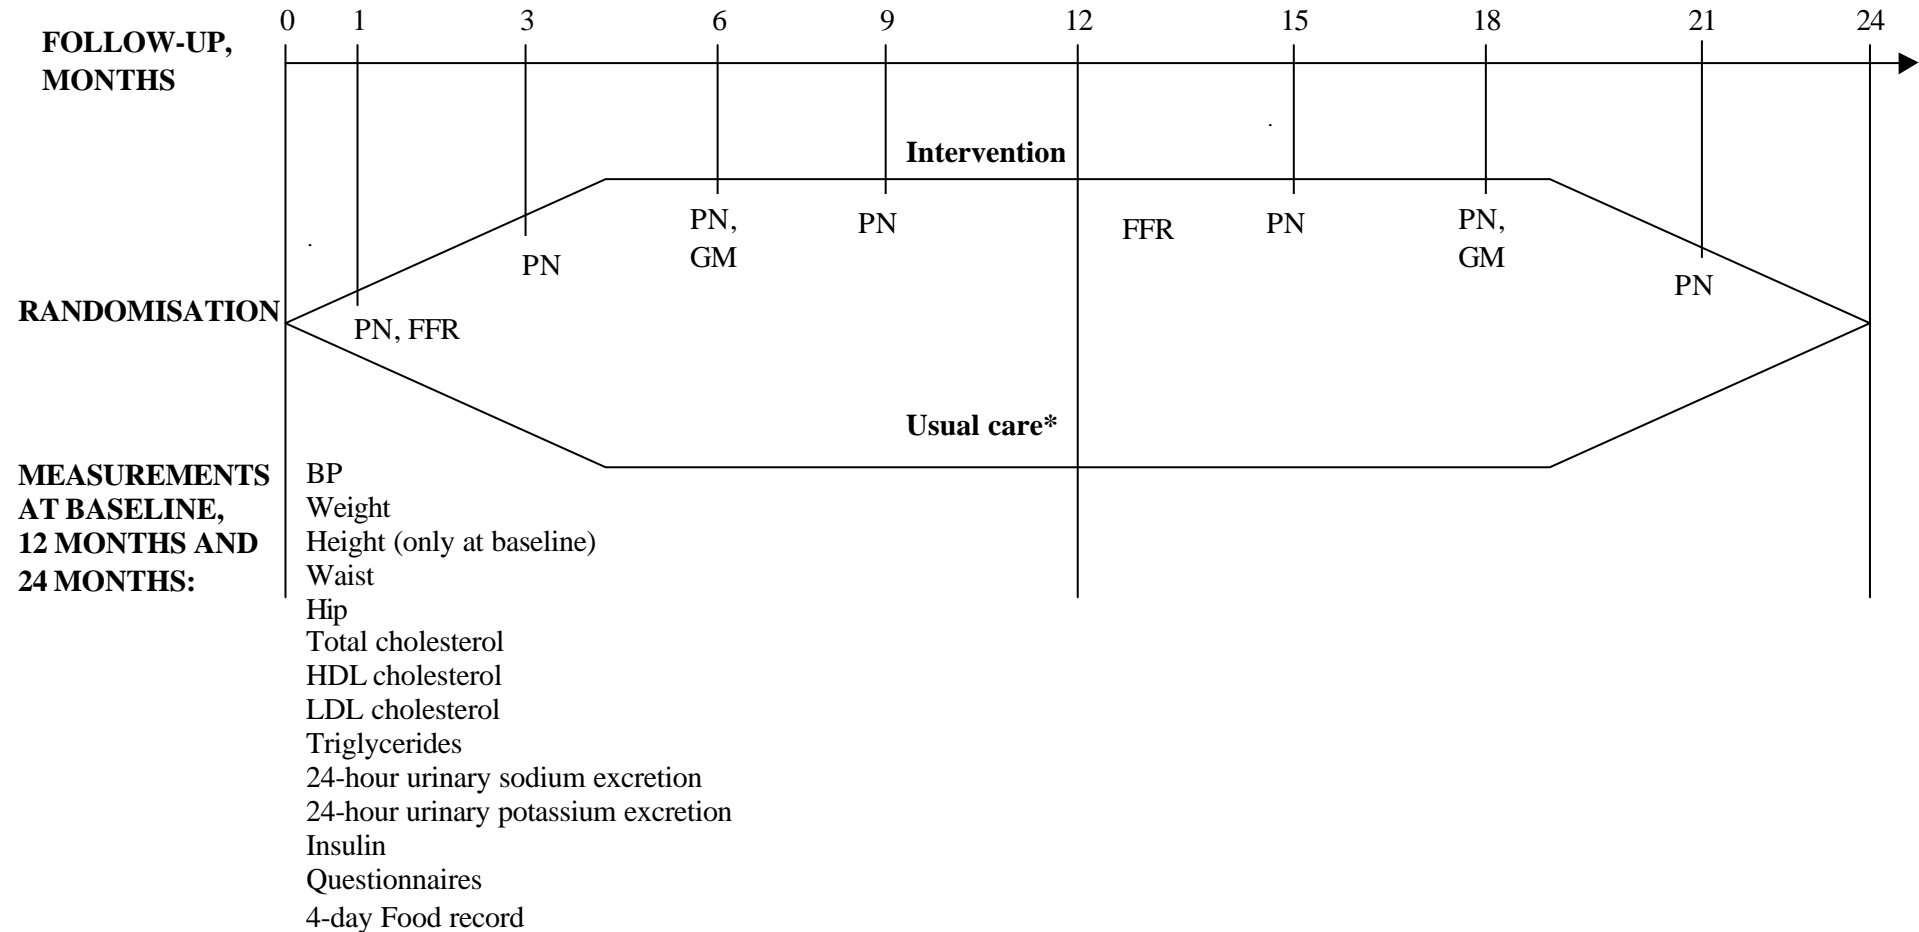 0 1 3 6 9 12 15 18 21 24
FOLLOW-UP,
MONTHS
Intervention
PN,
GM
PN
FFR
PN
PN,
GM
PN
PN
RANDOMISATION
PN, FFR
Usual care*
MEASUREMENTS
AT BASELINE,
12 MONTHS AND
24 MONTHS:
BP
Weight
Height (only at baseline)
Waist
Hip
Total cholesterol
HDL cholesterol
LDL cholesterol
Triglycerides
24-hour urinary sodium excretion
24-hour urinary potassium excretion
Insulin
Questionnaires
4-day Food record